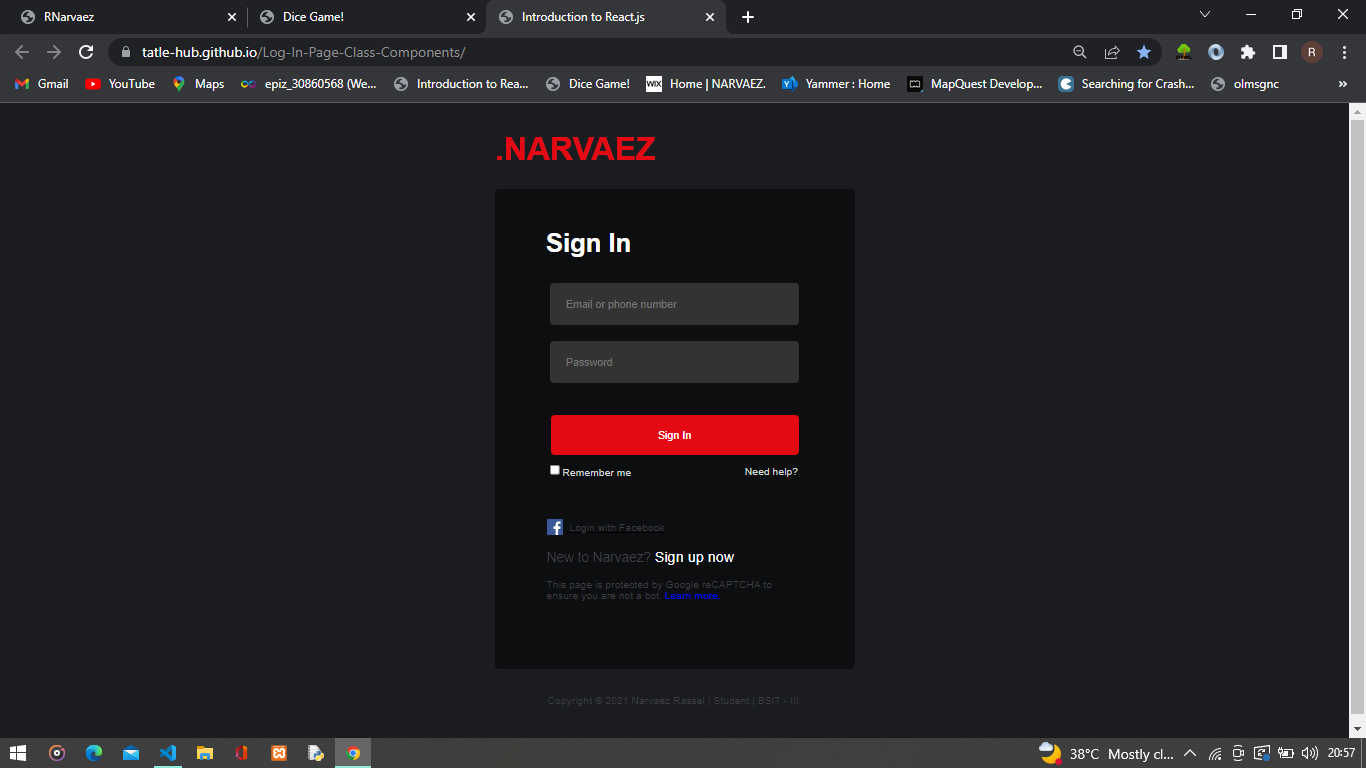 RNarvaez
Dice Game!
Introduction to React.js
tatle-hub.github.io/Log-In-Page-Class-Components/
R
Gmail
YouTube
Maps
epiz_30860568 (We...
Introduction to Rea...
Dice Game!
WIX
Home | NARVAEZ.
Yammer : Home
MapQuest Develop...
Searching for Crash...
olmsgnc
»
.NARVAEZ
Sign In
Email or phone number
Password
Sign In
Remember me
Need help?
Login with Facebook
New to Narvaez? Sign up now
This page is protected by Google reCAPTCHA to
ensure you are not a bot. Learn more.
Copyright © 2021.Narvaez Rassel | Student | BSIT - III
38°C Mostly cl...
20:57